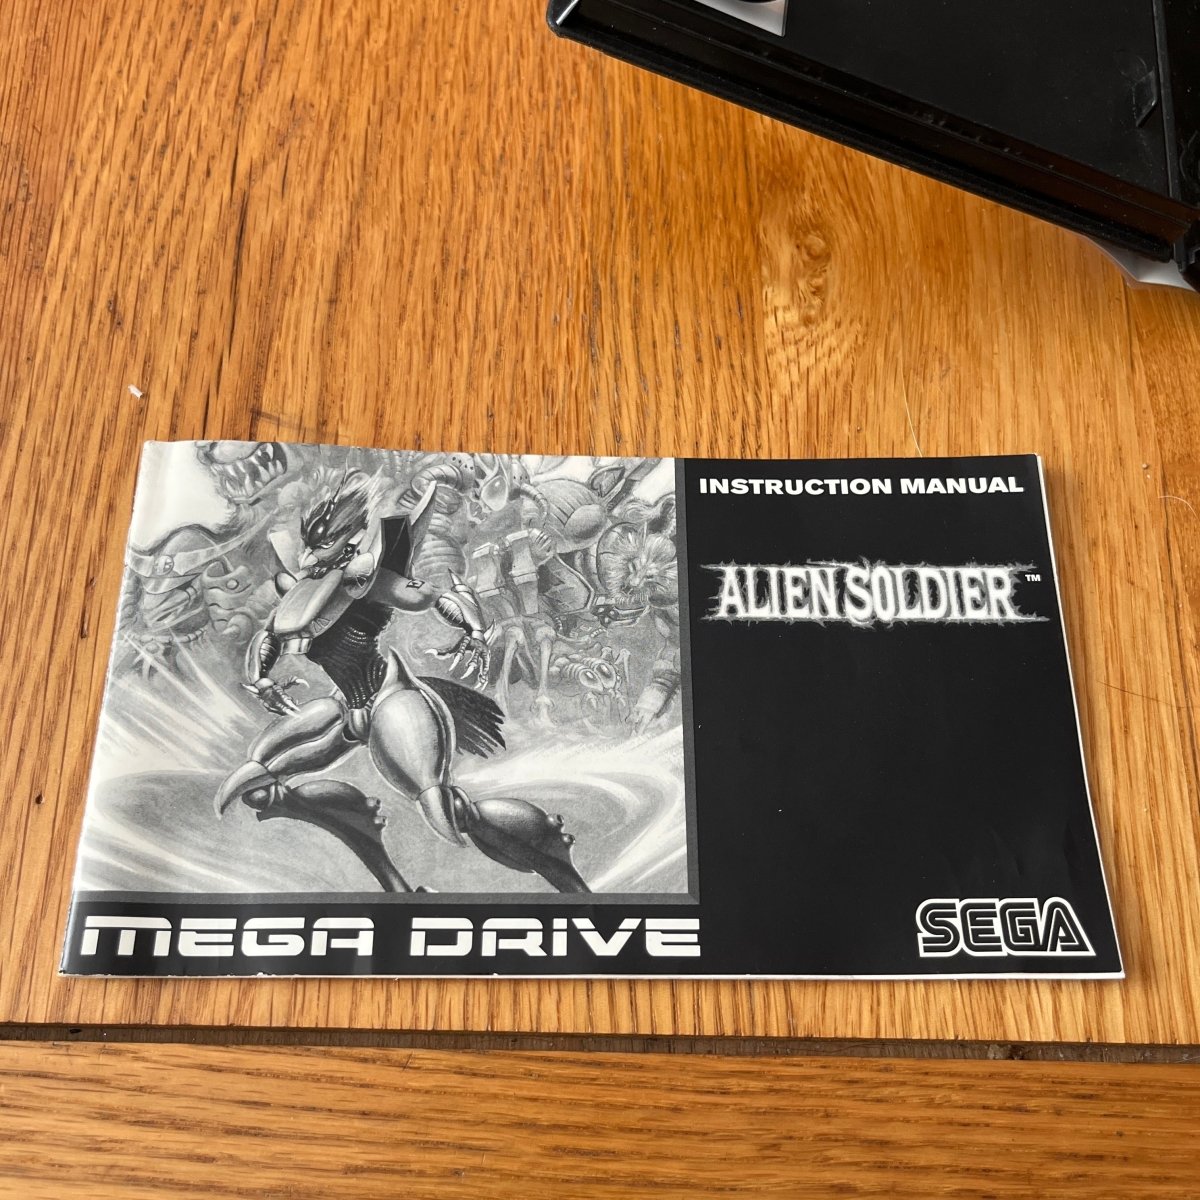 INSTRUCTION MANUAL
ALIEN SOLDIER™
MEGA DRIVE
SEGA